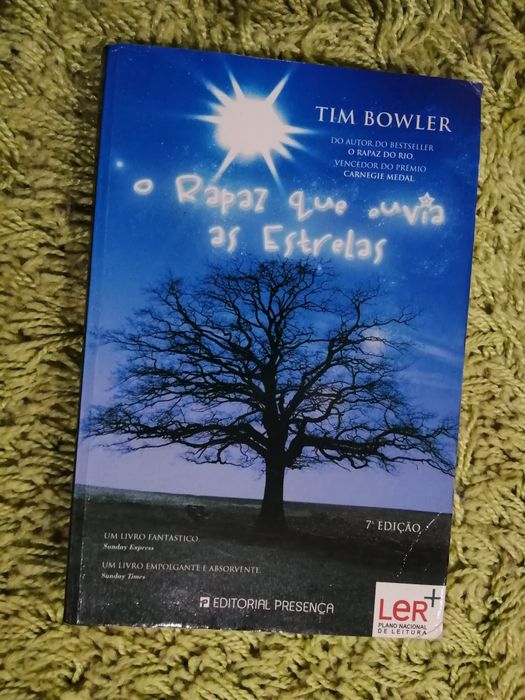 TIM BOWLER
DO AUTOR DO BESTSELLER
O RAPAZ DO RIO.
VENCEDOR DO PRÉMIO
CARNEGIE MEDAL.
O Rapaz que ouvia
as Estrelas
7ª EDIÇÃO
UM LIVRO FANTÁSTICO.
Sunday Express
UM LIVRO EMPOLGANTE E ABSORVENTE.
Sunday Times
EDITORIAL PRESENÇA
LeR+
PLANO NACIONAL
DE LEITURA